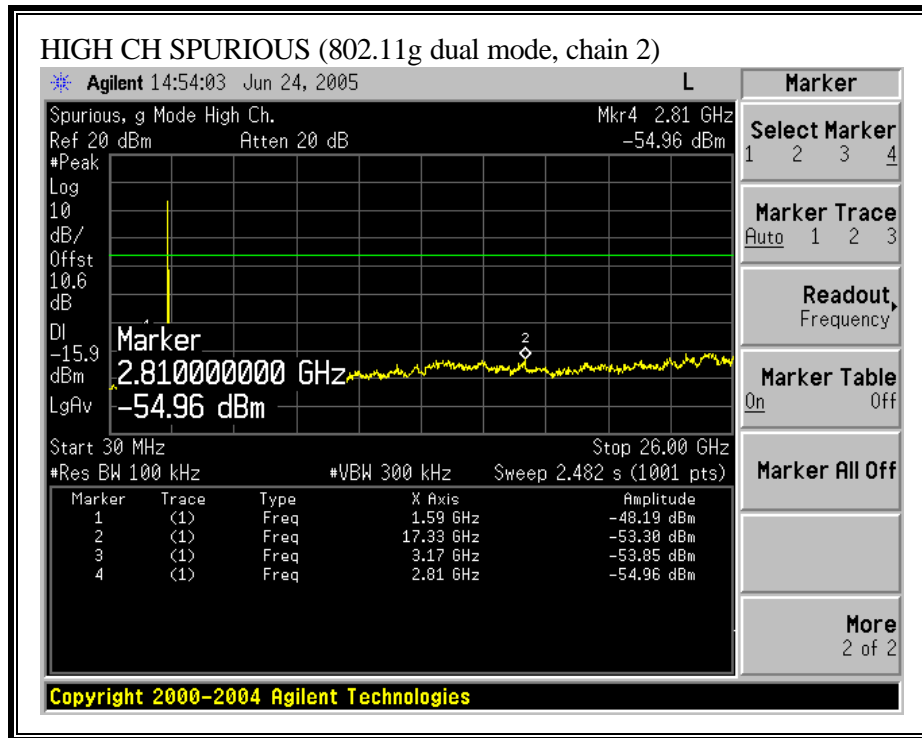 HIGH CH SPURIOUS (802.11g dual mode, chain 2)
Agilent 14:54:03 Jun 24, 2005 L
Spurious, g Mode High Ch. Mkr4 2.81 GHz
Ref 20 dBm Atten 20 dB -54.96 dBm
#Peak
Log
10
dB/
Offst
10.6
dB
DI
-15.9
dBm
LgAv
2
Marker
2.810000000 GHz
-54.96 dBm
Start 30 MHz Stop 26.00 GHz
#Res BW 100 kHz #VBW 300 kHz Sweep 2.482 s (1001 pts)
Marker Trace Type X Axis Amplitude
1 (1) Freq 1.59 GHz -48.19 dBm
2 (1) Freq 17.33 GHz -53.30 dBm
3 (1) Freq 3.17 GHz -53.85 dBm
4 (1) Freq 2.81 GHz -54.96 dBm
Marker
Select Marker
1 2 3 4
Marker Trace
Auto 1 2 3
Readout
Frequency
Marker Table
On Off
Marker All Off
More
2 of 2
Copyright 2000-2004 Agilent Technologies